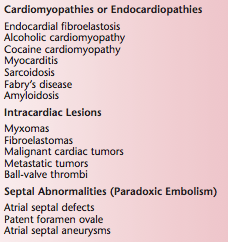 Cardiomyopathies or Endocardiopathies
Endocardial fibroelastosis
Alcoholic cardiomyopathy
Cocaine cardiomyopathy
Myocarditis
Sarcoidosis
Fabry's disease
Amyloidosis
Intracardiac Lesions
Myxomas
Fibroelastomas
Malignant cardiac tumors
Metastatic tumors
Ball-valve thrombi
Septal Abnormalities (Paradoxic Embolism)
Atrial septal defects
Patent foramen ovale
Atrial septal aneurysms